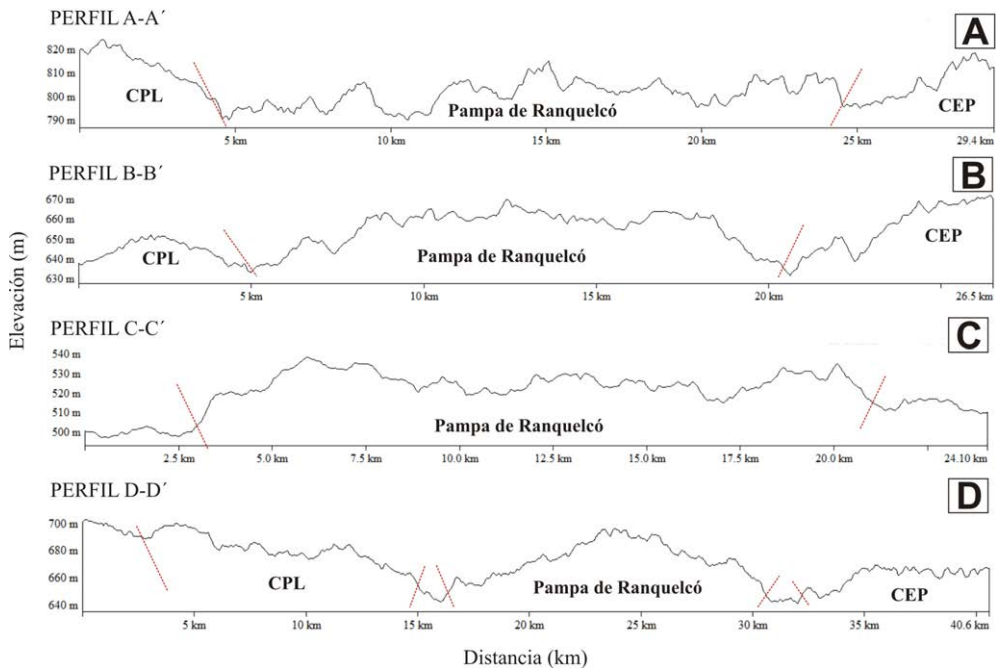 PERFIL A-A´
A
820 m
810 m
800 m
790 m
CPL
Pampa de Ranquelcó
CEP
5 km
10 km
15 km
20 km
25 km
29.4 km
PERFIL B-B´
B
670 m
660 m
650 m
640 m
630 m
CPL
Pampa de Ranquelcó
CEP
5 km
10 km
15 km
20 km
26.5 km
Elevación (m)
PERFIL C-C´
C
540 m
530 m
520 m
510 m
500 m
Pampa de Ranquelcó
2.5 km
5.0 km
7.5 km
10.0 km
12.5 km
15.0 km
17.5 km
20.0 km
24.10 km
PERFIL D-D´
D
700 m
680 m
660 m
640 m
CPL
Pampa de Ranquelcó
CEP
5 km
10 km
15 km
20 km
25 km
30 km
35 km
40.6 km
Distancia (km)